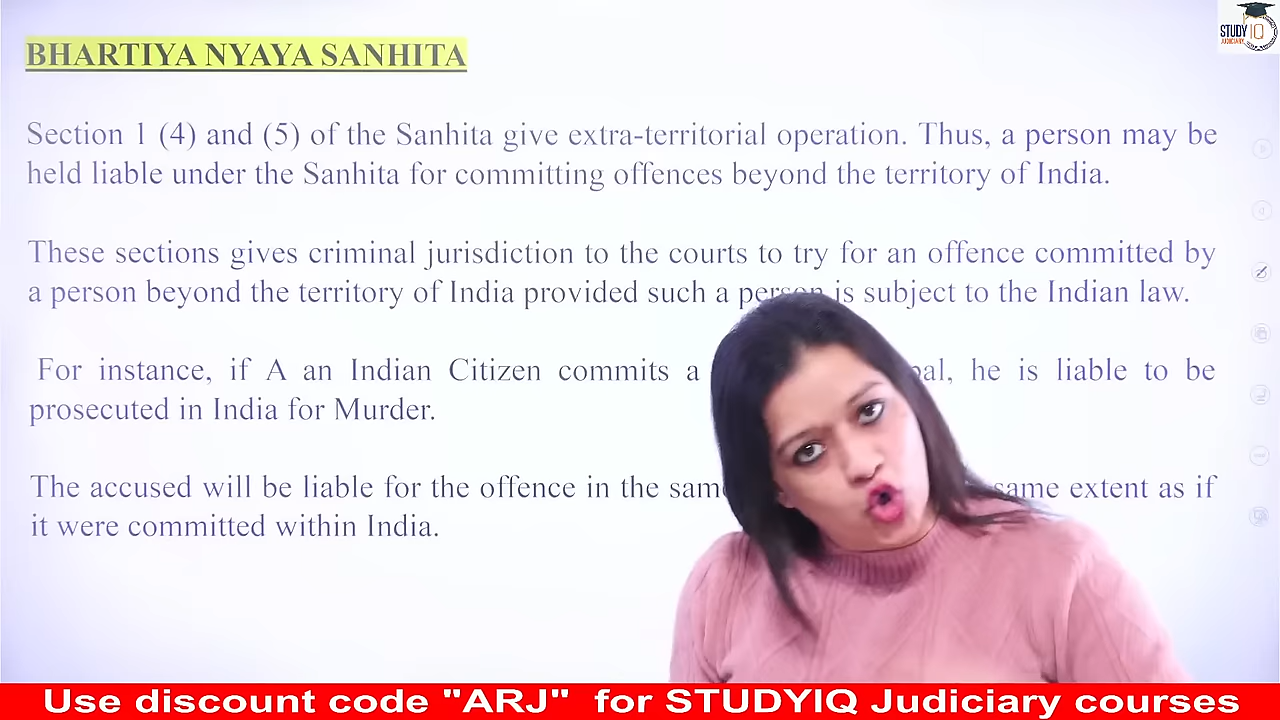 BHARTIYA NYAYA SANHITA
STUDY IQ
JUDICIARY
Section 1 (4) and (5) of the Sanhita give extra-territorial operation. Thus, a person may be
held liable under the Sanhita for committing offences beyond the territory of India.
These sections gives criminal jurisdiction to the courts to try for an offence committed by
a person beyond the territory of India provided such a person is subject to the Indian law.
For instance, if A an Indian Citizen commits a pal, he is liable to be
prosecuted in India for Murder.
The accused will be liable for the offence in the same same extent as if
it were committed within India.
Use discount code "ARJ" for STUDYIQ Judiciary courses